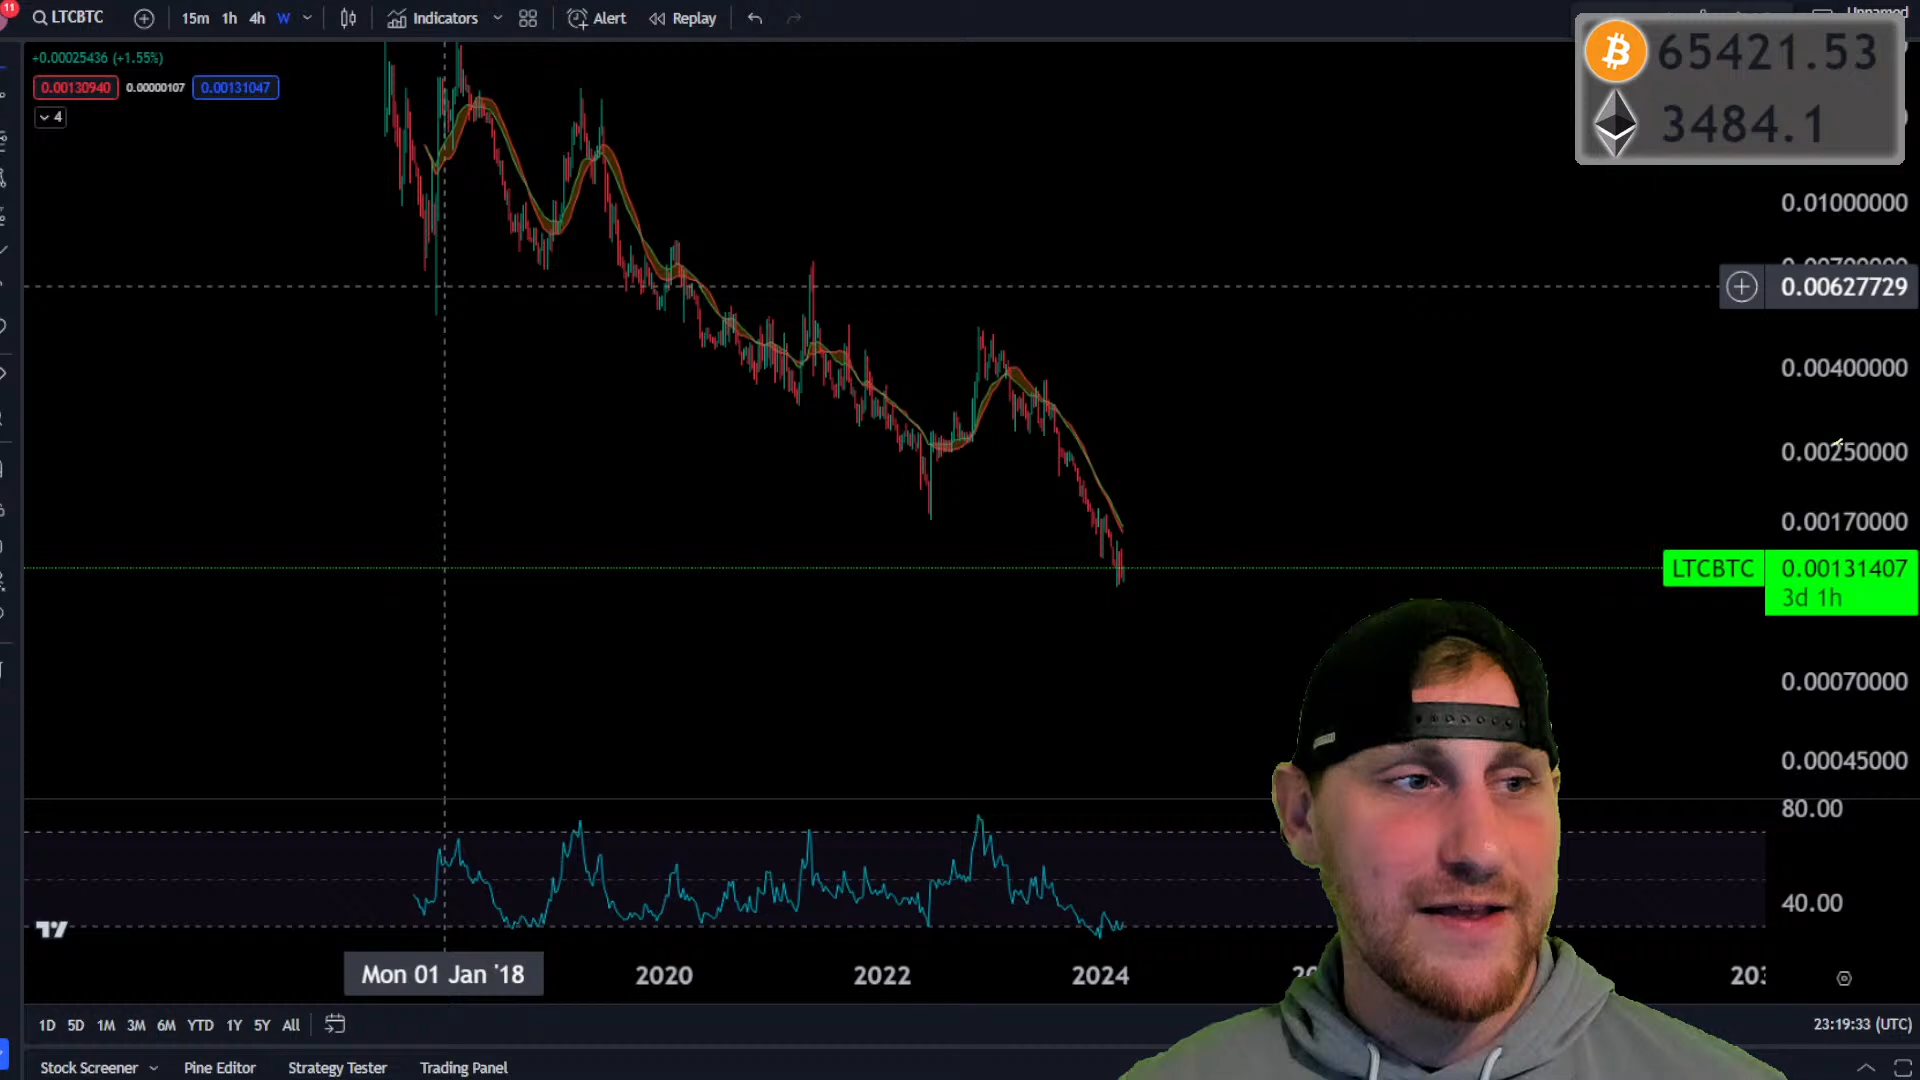 11
LTCBTC
15m 1h 4h W
Indicators
Alert
Replay
Unnamed
+0.00025436 (+1.55%)
0.00130940 0.00000107 0.00131047
4
65421.53
3484.1
0.01000000
0.00627729
0.00400000
0.00250000
0.00170000
LTCBTC 0.00131407
3d 1h
0.00070000
0.00045000
80.00
40.00
Mon 01 Jan '18 2020 2022 2024
1D 5D 1M 3M 6M YTD 1Y 5Y All
23:19:33 (UTC)
Stock Screener Pine Editor Strategy Tester Trading Panel